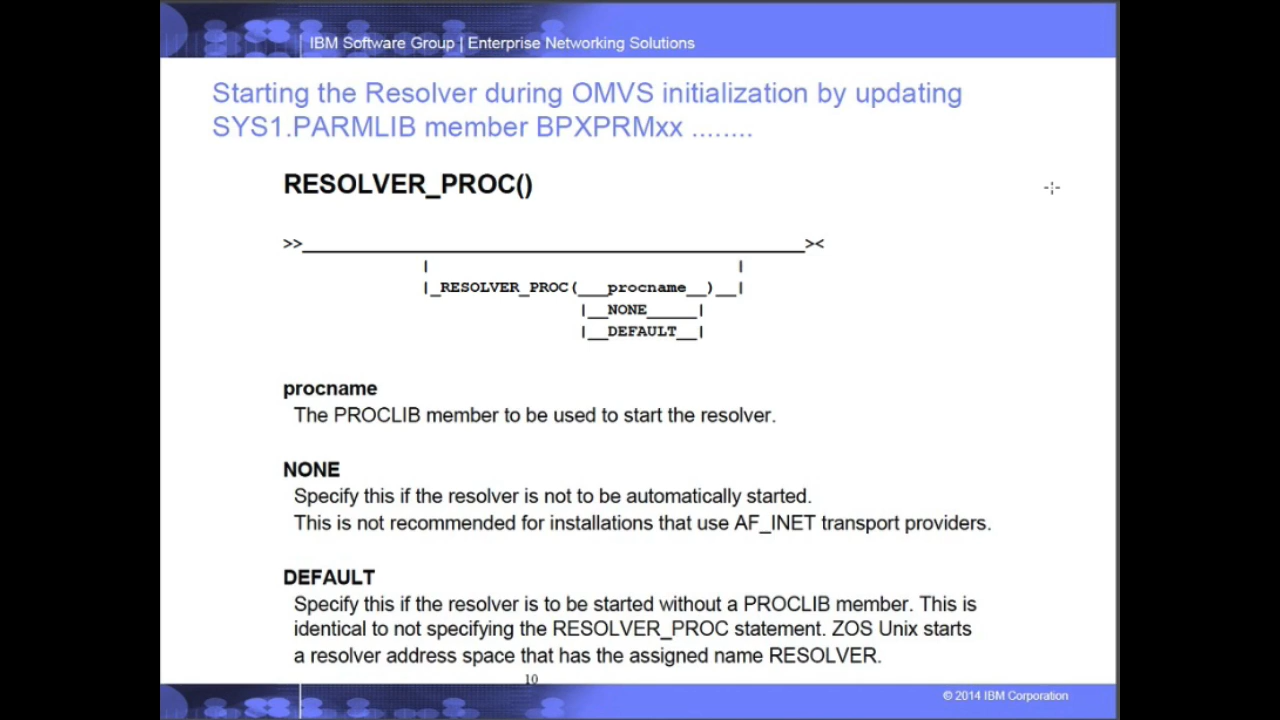 IBM Software Group | Enterprise Networking Solutions
Starting the Resolver during OMVS initialization by updating
SYS1.PARMLIB member BPXPRMxx ........
RESOLVER_PROC()
>>______________________________________________________><
| |
|_RESOLVER_PROC(___procname__)__|
|__NONE_____|
|__DEFAULT__|
procname
The PROCLIB member to be used to start the resolver.
NONE
Specify this if the resolver is not to be automatically started.
This is not recommended for installations that use AF_INET transport providers.
DEFAULT
Specify this if the resolver is to be started without a PROCLIB member. This is
identical to not specifying the RESOLVER_PROC statement. ZOS Unix starts
a resolver address space that has the assigned name RESOLVER.
10
© 2014 IBM Corporation